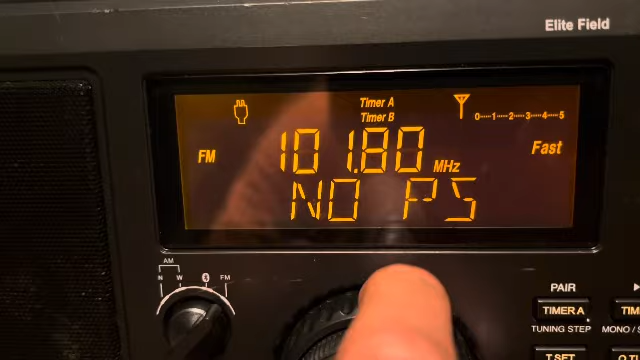 Elite Field
Timer A
Timer B
0 1 2 3 4 5
FM
101.80 MHz
Fast
NO PS
AM
N W FM
PAIR
TIMER A
TUNING STEP
MONO / S
T.SET